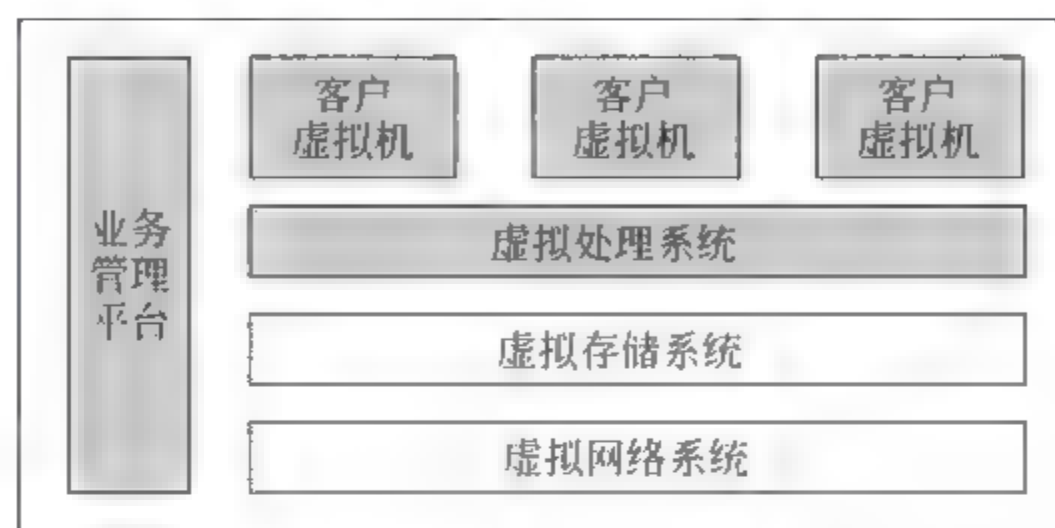 业务
管理
平台
客户
虚拟机
客户
虚拟机
客户
虚拟机
虚拟处理系统
虚拟存储系统
虚拟网络系统